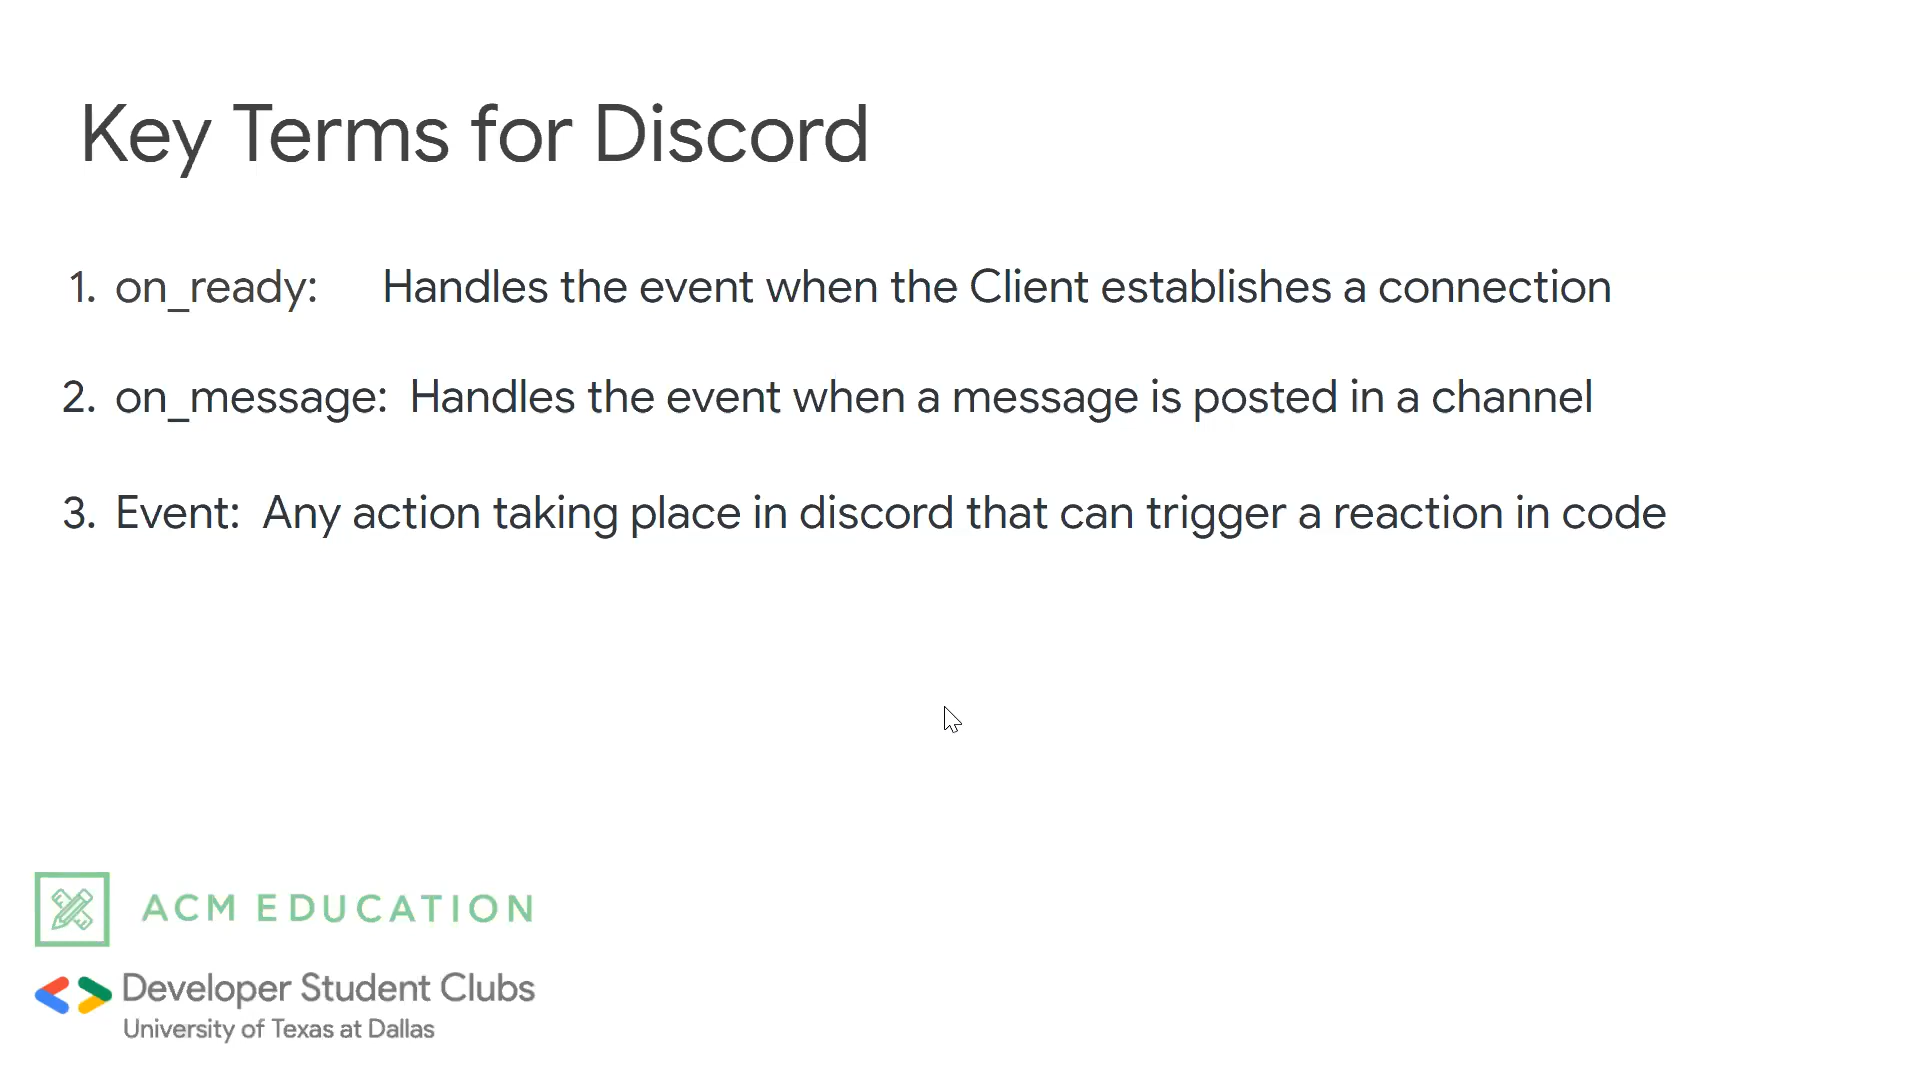 Key Terms for Discord
1. on_ready: Handles the event when the Client establishes a connection
2. on_message: Handles the event when a message is posted in a channel
3. Event: Any action taking place in discord that can trigger a reaction in code
ACM EDUCATION
Developer Student Clubs
University of Texas at Dallas